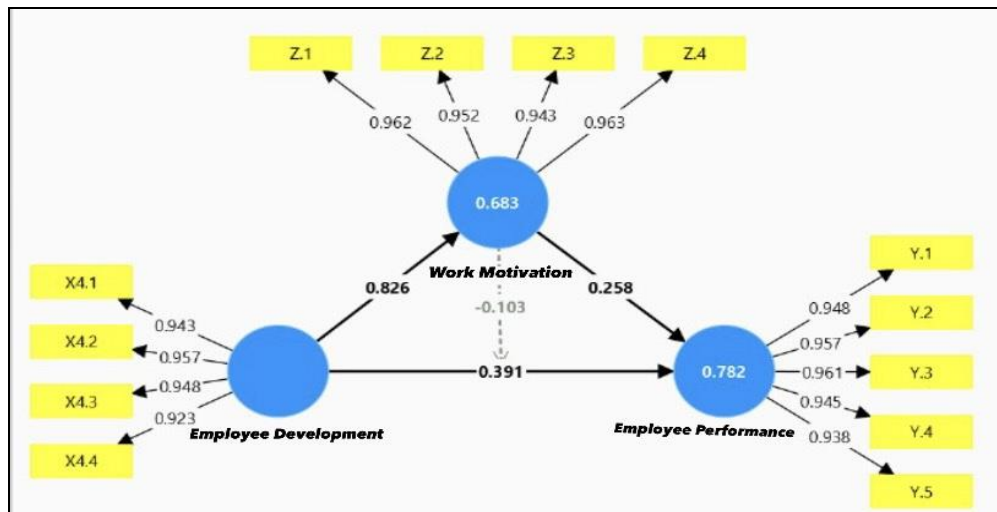 Z.1
Z.2
Z.3
Z.4
0.962
0.952
0.943
0.963
0.683
Work Motivation
0.826
-0.103
0.258
0.391
X4.1
X4.2
X4.3
X4.4
0.943
0.957
0.948
0.923
Employee Development
0.782
Employee Performance
0.948
0.957
0.961
0.945
0.938
Y.1
Y.2
Y.3
Y.4
Y.5